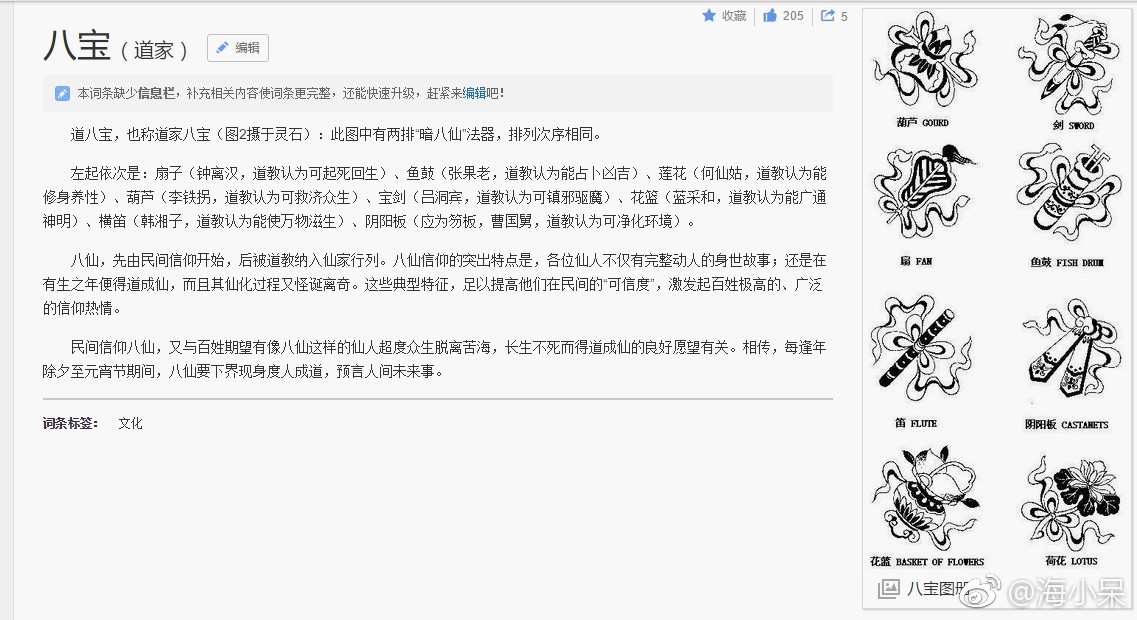 收藏 205 5
八宝（道家） 编辑
本词条缺少信息栏，补充相关内容使词条更完整，还能快速升级，赶紧来编辑吧！
道八宝，也称道家八宝（图2摄于灵石）：此图中有两排“暗八仙”法器，排列次序相同。
左起依次是：扇子（钟离汉，道教认为可起死回生）、鱼鼓（张果老，道教认为能占卜凶吉）、莲花（何仙姑，道教认为能
修身养性）、葫芦（李铁拐，道教认为可救济众生）、宝剑（吕洞宾，道教认为可镇邪驱魔）、花篮（蓝采和，道教认为能广通
神明）、横笛（韩湘子，道教认为能使万物滋生）、阴阳板（应为笏板，曹国舅，道教认为可净化环境）。
八仙，先由民间信仰开始，后被道教纳入仙家行列。八仙信仰的突出特点是，各位仙人不仅有完整动人的身世故事；还是在
有生之年便得道成仙，而且其仙化过程又怪诞离奇。这些典型特征，足以提高他们在民间的“可信度”，激发起百姓极高的、广泛
的信仰热情。
民间信仰八仙，又与百姓期望有像八仙这样的仙人超度众生脱离苦海，长生不死而得道成仙的良好愿望有关。相传，每逢年
除夕至元宵节期间，八仙要下界现身度人成道，预言人间未来事。
词条标签： 文化
葫芦 GOURD
剑 SWORD
扇 FAN
鱼鼓 FISH DRUM
笛 FLUTE
阴阳板 CASTANETS
花篮 BASKET OF FLOWERS
荷花 LOTUS
八宝图册
@海小呆